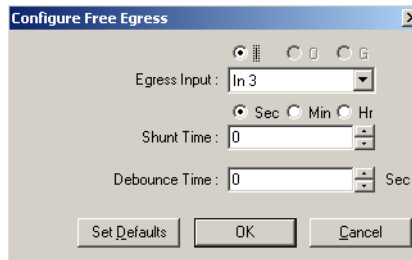 Configure Free Egress
I O G
Egress Input : In 3
Sec Min Hr
Shunt Time : 0
Debounce Time : 0 Sec
Set Defaults OK Cancel